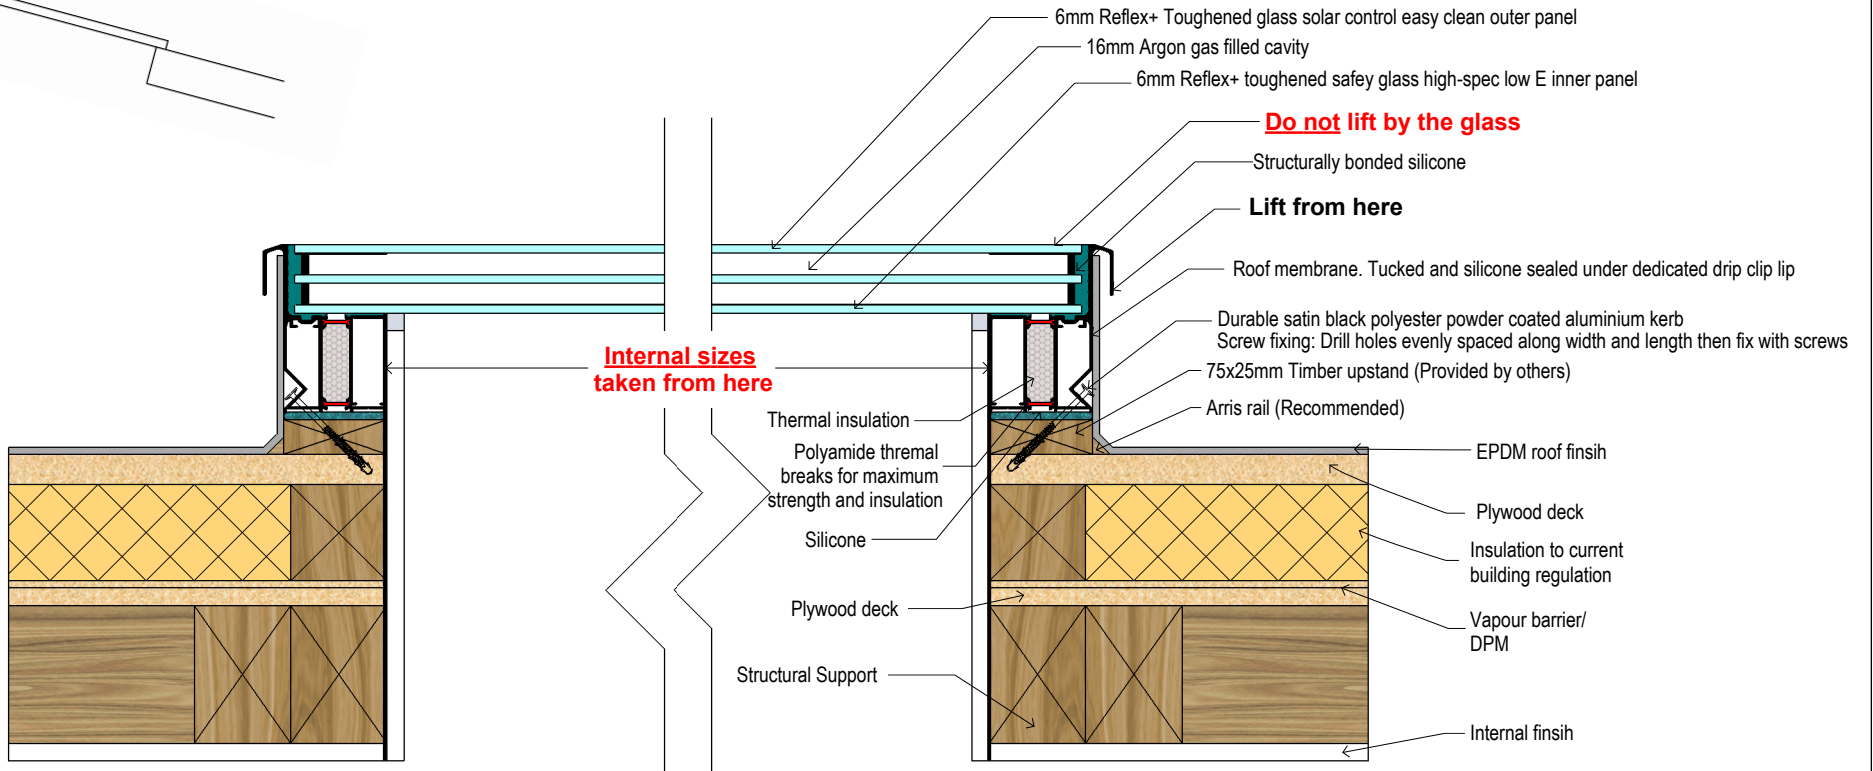 6mm Reflex+ Toughened glass solar control easy clean outer panel
16mm Argon gas filled cavity
6mm Reflex+ toughened safey glass high-spec low E inner panel
Do not lift by the glass
Structurally bonded silicone
Lift from here
Roof membrane. Tucked and silicone sealed under dedicated drip clip lip
Durable satin black polyester powder coated aluminium kerb
Screw fixing: Drill holes evenly spaced along width and length then fix with screws
75x25mm Timber upstand (Provided by others)
Arris rail (Recommended)
EPDM roof finsih
Plywood deck
Insulation to current
building regulation
Vapour barrier/
DPM
Internal finsih
Internal sizes
taken from here
Thermal insulation
Polyamide thremal
breaks for maximum
strength and insulation
Silicone
Plywood deck
Structural Support